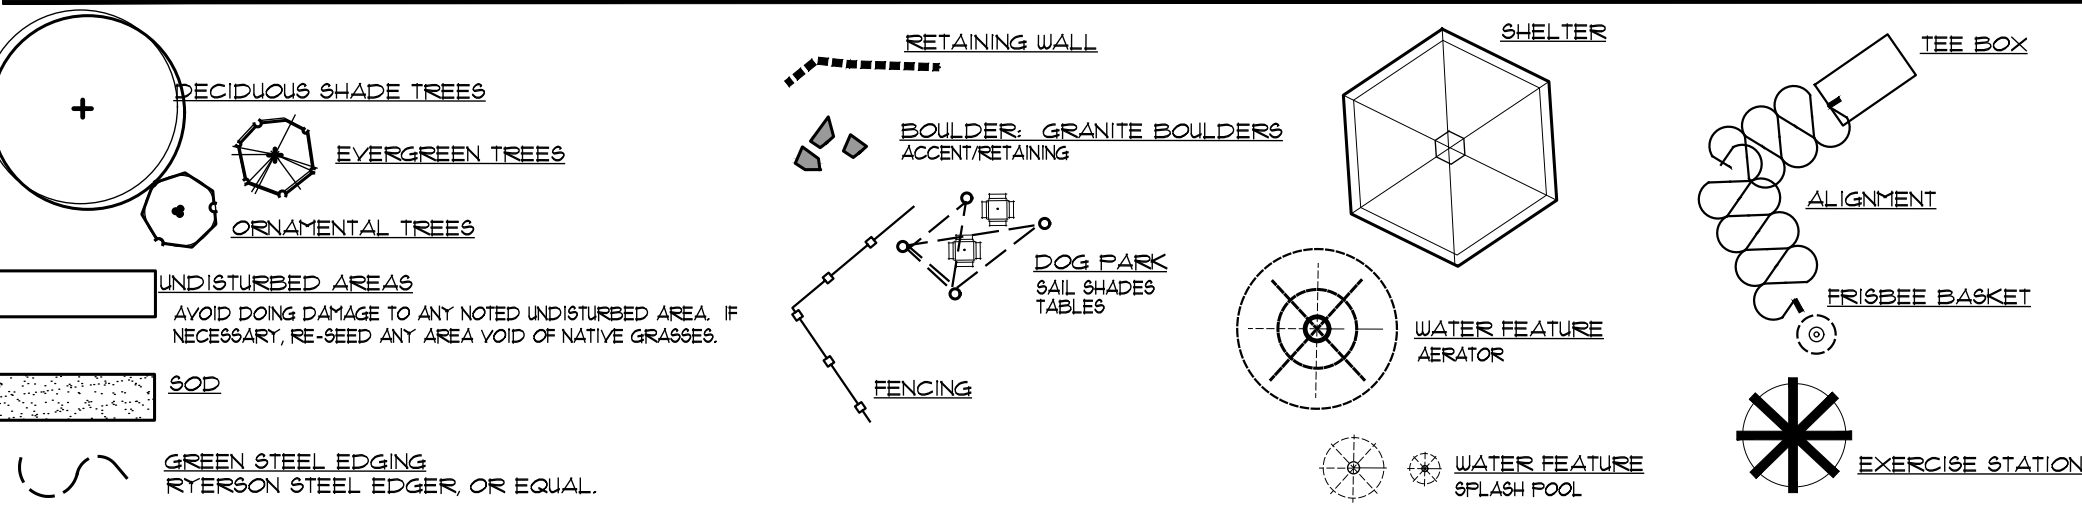 DECIDUOUS SHADE TREES
EVERGREEN TREES
ORNAMENTAL TREES
UNDISTURBED AREAS
AVOID DOING DAMAGE TO ANY NOTED UNDISTURBED AREA. IF
NECESSARY, RE-SEED ANY AREA VOID OF NATIVE GRASSES.
SOD
GREEN STEEL EDGING
RYERSON STEEL EDGER, OR EQUAL.
RETAINING WALL
BOULDER: GRANITE BOULDERS
ACCENT/RETAINING
DOG PARK
SAIL SHADES
TABLES
FENCING
SHELTER
WATER FEATURE
AERATOR
WATER FEATURE
SPLASH POOL
TEE BOX
ALIGNMENT
FRISBEE BASKET
EXERCISE STATION